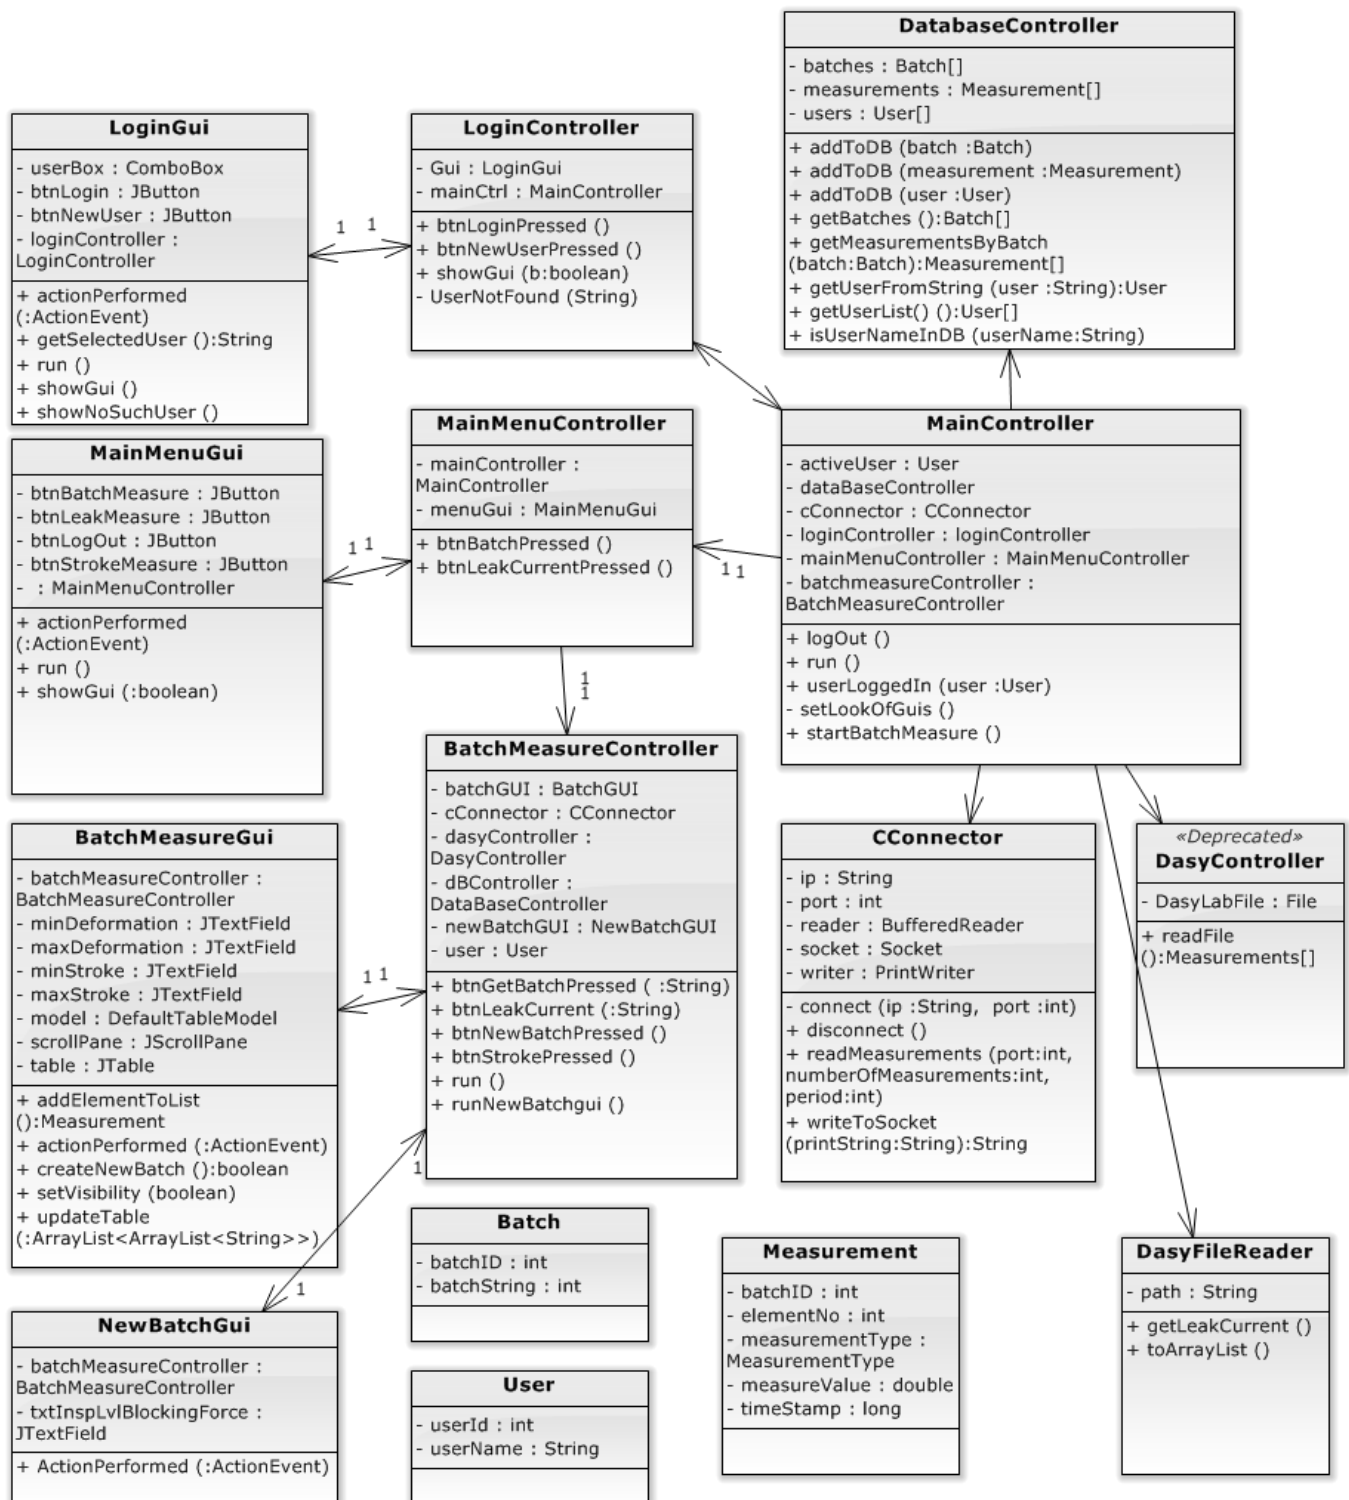 DatabaseController
- batches : Batch[]
- measurements : Measurement[]
- users : User[]
+ addToDB (batch :Batch)
+ addToDB (measurement :Measurement)
+ addToDB (user :User)
+ getBatches ():Batch[]
+ getMeasurementsByBatch
(batch:Batch):Measurement[]
+ getUserFromString (user :String):User
+ getUserList() ():User[]
+ isUserNameInDB (userName:String)
LoginGui
- userBox : ComboBox
- btnLogin : JButton
- btnNewUser : JButton
- loginController :
LoginController
+ actionPerformed
(:ActionEvent)
+ getSelectedUser ():String
+ run ()
+ showGui ()
+ showNoSuchUser ()
1 1
LoginController
- Gui : LoginGui
- mainCtrl : MainController
+ btnLoginPressed ()
+ btnNewUserPressed ()
+ showGui (b:boolean)
- UserNotFound (String)
MainMenuGui
- btnBatchMeasure : JButton
- btnLeakMeasure : JButton
- btnLogOut : JButton
- btnStrokeMeasure : JButton
- : MainMenuController
+ actionPerformed
(:ActionEvent)
+ run ()
+ showGui (:boolean)
1 1
MainMenuController
- mainController :
MainController
- menuGui : MainMenuGui
+ btnBatchPressed ()
+ btnLeakCurrentPressed ()
1 1
MainController
- activeUser : User
- dataBaseController
- cConnector : CConnector
- loginController : loginController
- mainMenuController : MainMenuController
- batchmeasureController :
BatchMeasureController
+ logOut ()
+ run ()
+ userLoggedIn (user :User)
- setLookOfGuis ()
+ startBatchMeasure ()
1
1
BatchMeasureController
- batchGUI : BatchGUI
- cConnector : CConnector
- dasyController :
DasyController
- dBController :
DataBaseController
- newBatchGUI : NewBatchGUI
- user : User
+ btnGetBatchPressed ( :String)
+ btnLeakCurrent (:String)
+ btnNewBatchPressed ()
+ btnStrokePressed ()
+ run ()
+ runNewBatchgui ()
BatchMeasureGui
- batchMeasureController :
BatchMeasureController
- minDeformation : JTextField
- maxDeformation : JTextField
- minStroke : JTextField
- maxStroke : JTextField
- model : DefaultTableModel
- scrollPane : JScrollPane
- table : JTable
+ addElementToList
():Measurement
+ actionPerformed (:ActionEvent)
+ createNewBatch ():boolean
+ setVisibility (boolean)
+ updateTable
(:ArrayList<ArrayList<String>>)
1 1
1
1
CConnector
- ip : String
- port : int
- reader : BufferedReader
- socket : Socket
- writer : PrintWriter
- connect (ip :String,  port :int)
+ disconnect ()
+ readMeasurements (port:int,
numberOfMeasurements:int,
period:int)
+ writeToSocket
(printString:String):String
«Deprecated»
DasyController
- DasyLabFile : File
+ readFile
():Measurements[]
Batch
- batchID : int
- batchString : int
Measurement
- batchID : int
- elementNo : int
- measurementType :
MeasurementType
- measureValue : double
- timeStamp : long
DasyFileReader
- path : String
+ getLeakCurrent ()
+ toArrayList ()
NewBatchGui
- batchMeasureController :
BatchMeasureController
- txtInspLvlBlockingForce :
JTextField
+ ActionPerformed (:ActionEvent)
User
- userId : int
- userName : String